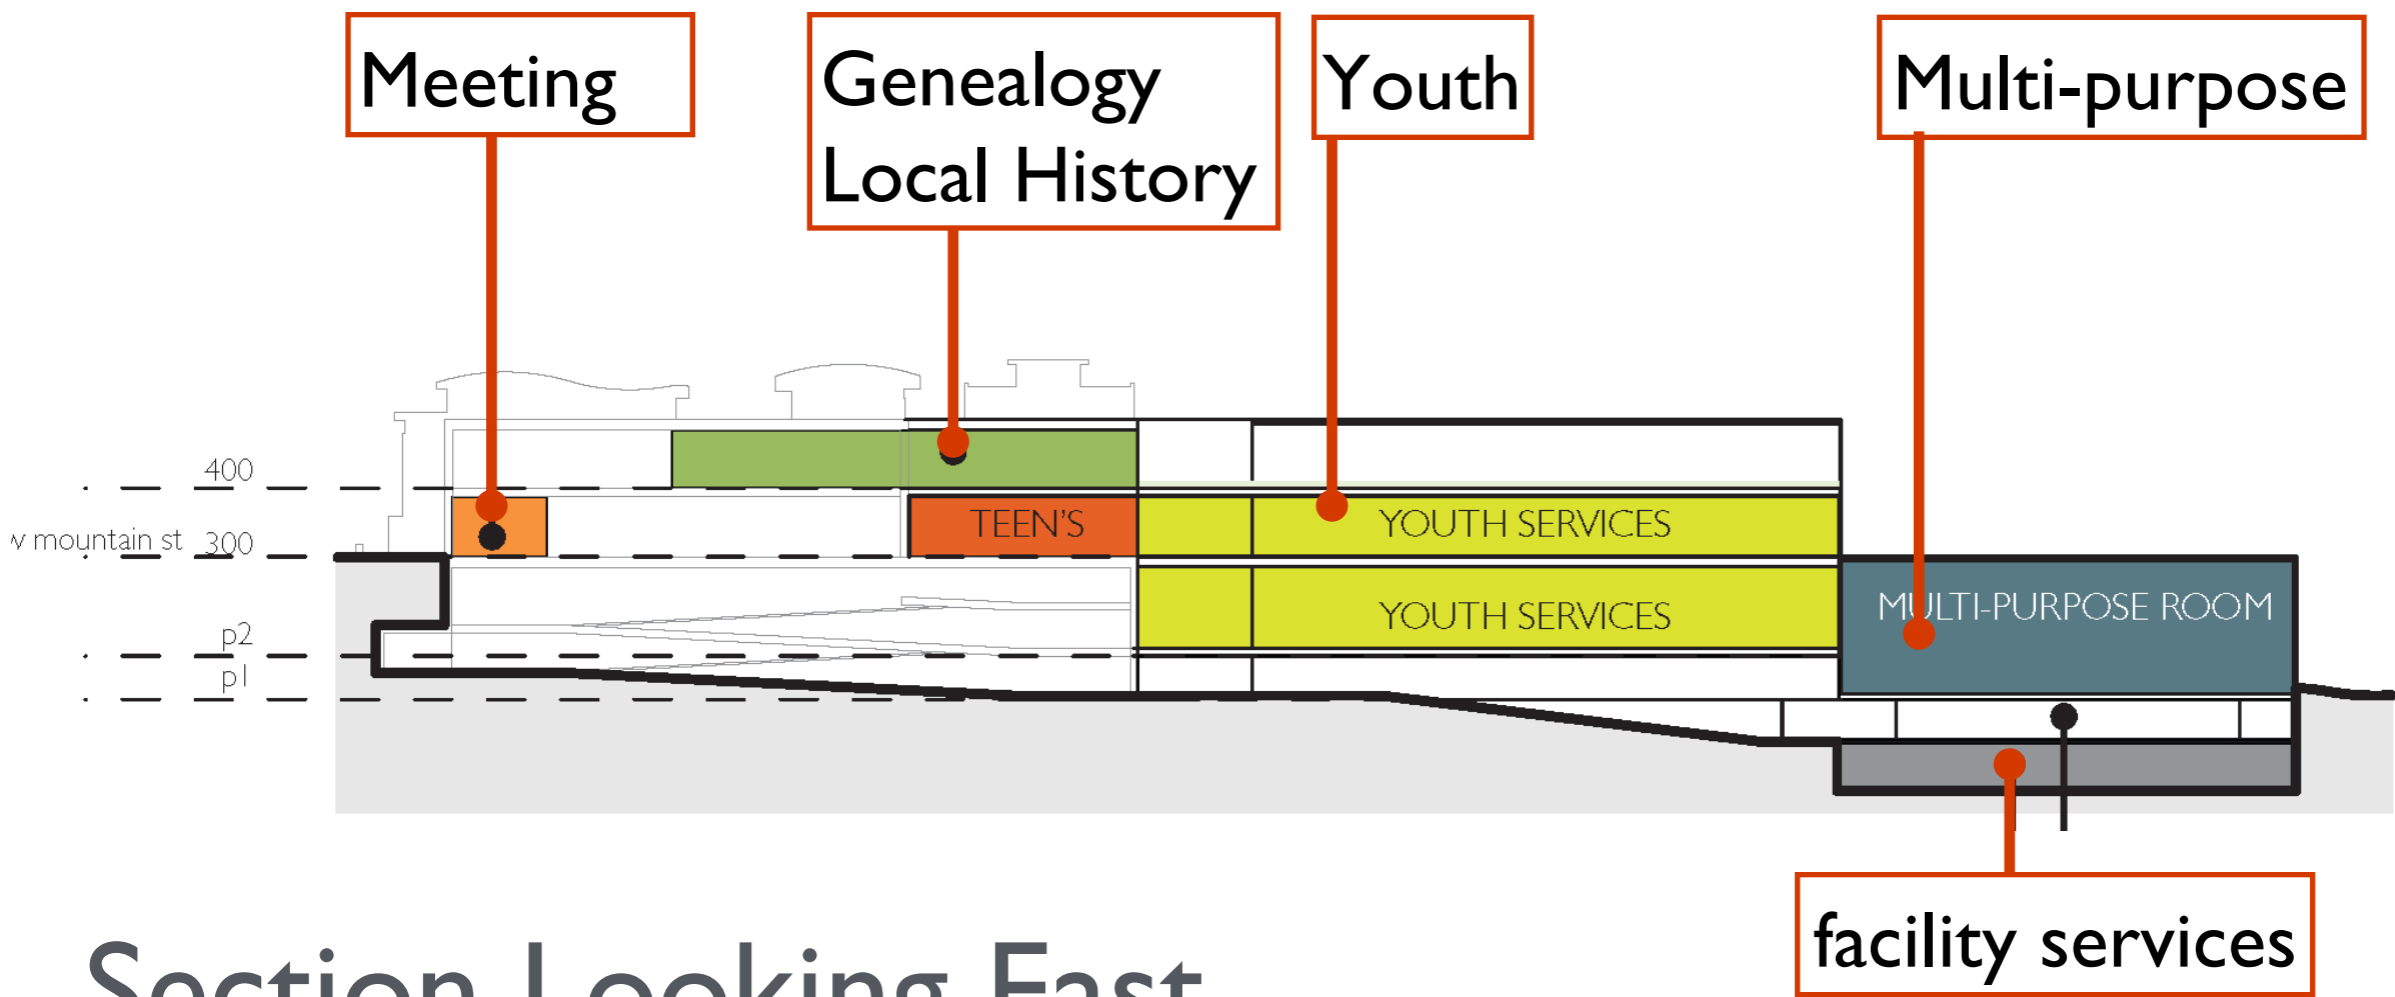 Meeting
Genealogy
Local History
Youth
Multi-purpose
400
TEEN'S
YOUTH SERVICES
mountain st 300
YOUTH SERVICES
MULTI-PURPOSE ROOM
p2
p1
facility services
Section Looking East